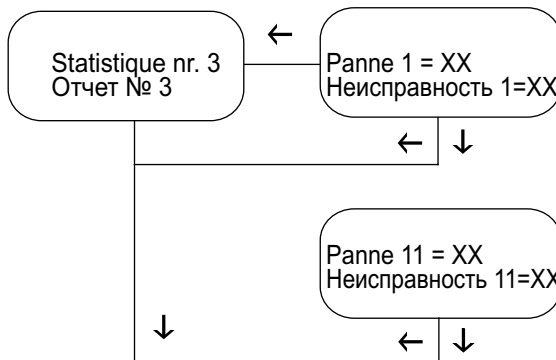 Statistique nr. 3
Отчет № 3
Panne 1 = XX
Неисправность 1=XX
Panne 11 = XX
Неисправность 11=XX